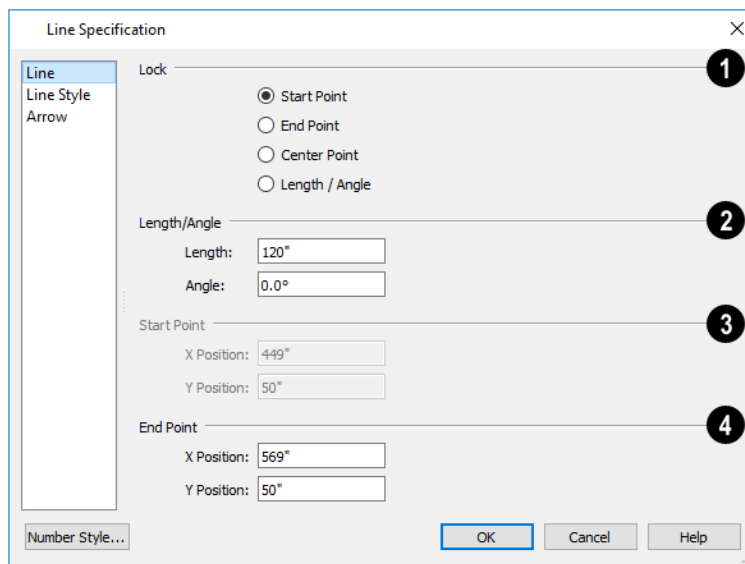 Line Specification
Line
Line Style
Arrow
Lock
1
Start Point
End Point
Center Point
Length / Angle
Length/Angle
2
Length: 120"
Angle: 0.0°
Start Point
3
X Position: 449"
Y Position: 50"
End Point
4
X Position: 569"
Y Position: 50"
Number Style...
OK
Cancel
Help